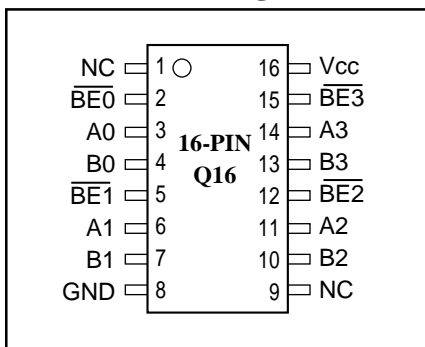 NC 1 16 Vcc
BE0 2 15 BE3
A0 3 14 A3
16-PIN
B0 4 13 B3
Q16
BE1 5 12 BE2
A1 6 11 A2
B1 7 10 B2
GND 8 9 NC